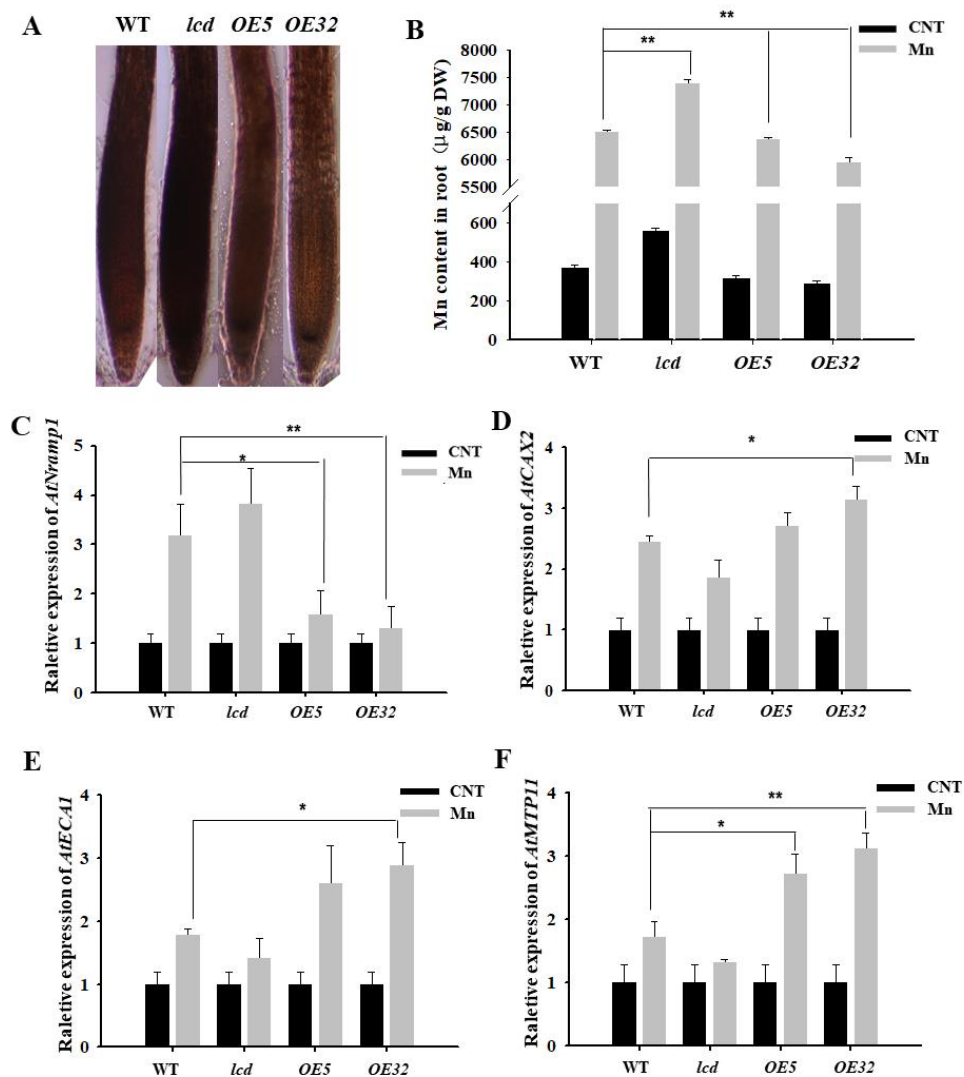 A
WT lcd OE5 OE32
B
**
**
CNT
Mn
Mn content in root (μg/g DW)
8000
7500
7000
6500
6000
5500
600
400
200
0
WT lcd OE5 OE32
C
**
*
CNT
Mn
Raletive expression of AtNramp1
5
4
3
2
1
0
WT lcd OE5 OE32
D
*
CNT
Mn
Raletive expression of AtCAX2
4
3
2
1
0
WT lcd OE5 OE32
E
*
CNT
Mn
Raletive expression of AtECA1
4
3
2
1
0
WT lcd OE5 OE32
F
**
*
CNT
Mn
Raletive expression of AtMTP11
4
3
2
1
0
WT lcd OE5 OE32